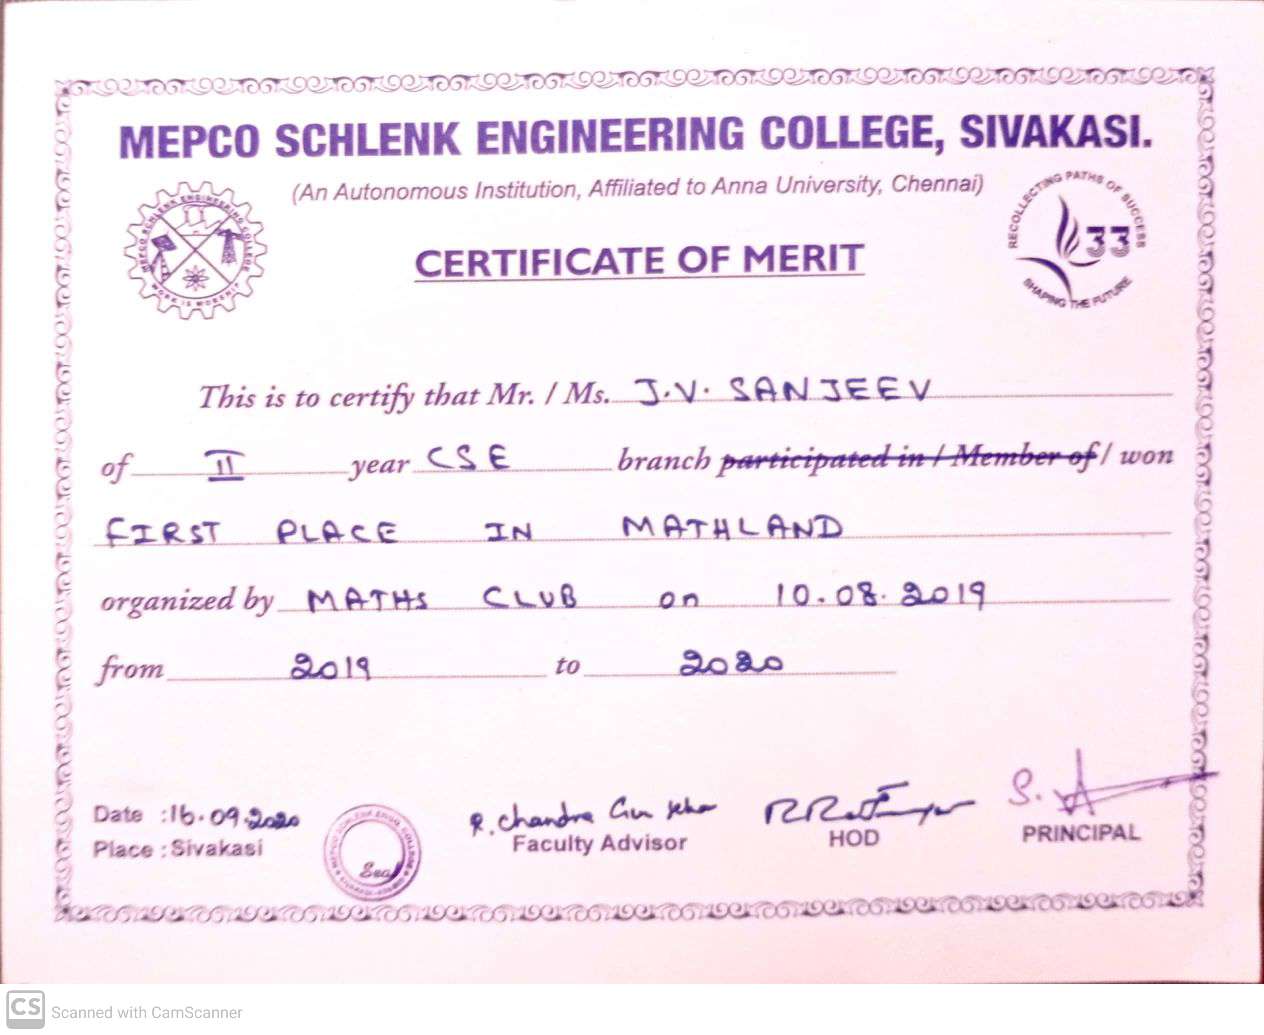 MEPCO SCHLENK ENGINEERING COLLEGE, SIVAKASI.
(An Autonomous Institution, Affiliated to Anna University, Chennai)
MEPCO SCHLENK ENGINEERING COLLEGE
WORK IS WORSHIP
RECOLLECTING PATHS OF SUCCESS
33
SHAPING THE FUTURE
CERTIFICATE OF MERIT
This is to certify that Mr. / Ms. J.V. SANJEEV
of II year CSE branch participated in / Member of / won
FIRST PLACE IN MATHLAND
organized by MATHS CLUB on 10.08.2019
from 2019 to 2020
Date : 16.09.2020
Place : Sivakasi
MEPCO SCHLENK ENGG. COLLEGE
Seal
R. Chandra
Faculty Advisor
HOD
S.
PRINCIPAL
CS Scanned with CamScanner